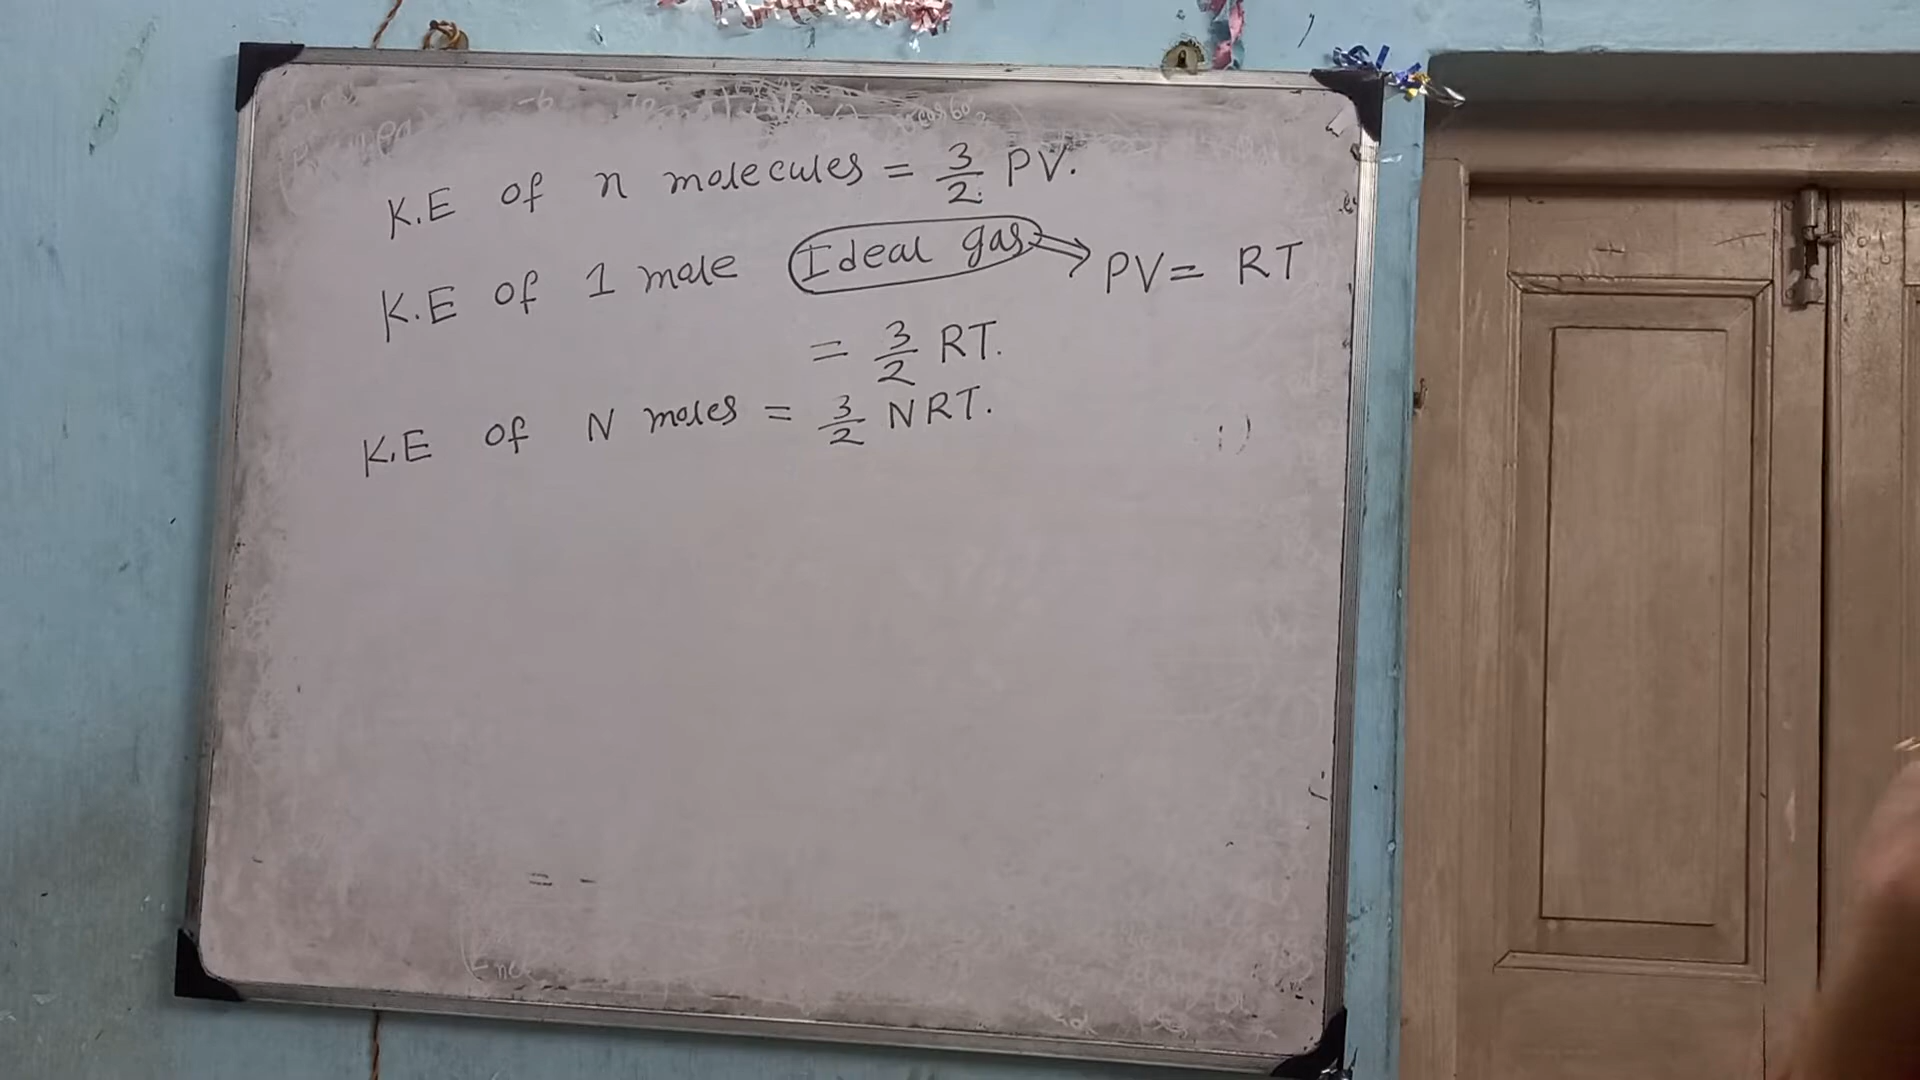 K.E of n molecules = 3/2 PV.
K.E of 1 mole Ideal gas ⇒ PV = RT
= 3/2 RT.
K.E of N moles = 3/2 NRT.
i)
= -